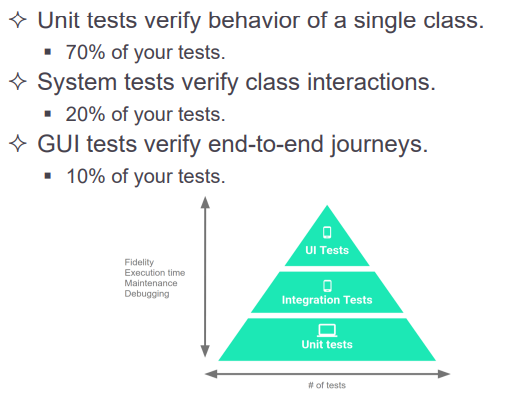 ✧ Unit tests verify behavior of a single class.
▪ 70% of your tests.
✧ System tests verify class interactions.
▪ 20% of your tests.
✧ GUI tests verify end-to-end journeys.
▪ 10% of your tests.
Fidelity
Execution time
Maintenance
Debugging
UI Tests
Integration Tests
Unit tests
# of tests